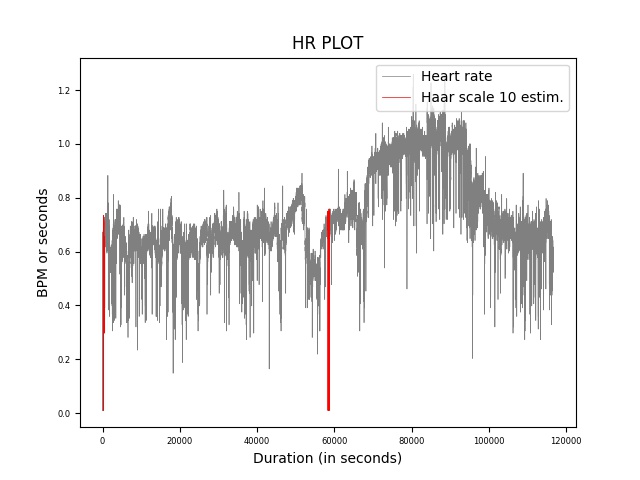 HR PLOT
Heart rate
Haar scale 10 estim.
BPM or seconds
1.2
1.0
0.8
0.6
0.4
0.2
0.0
0 20000 40000 60000 80000 100000 120000
Duration (in seconds)